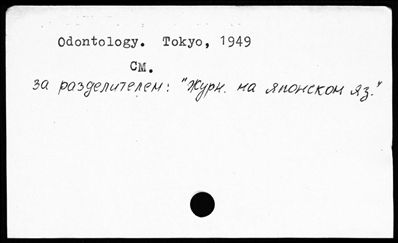 Odontology. Tokyo, 1949
см.
за разделителем: "Журн. на японском яз."